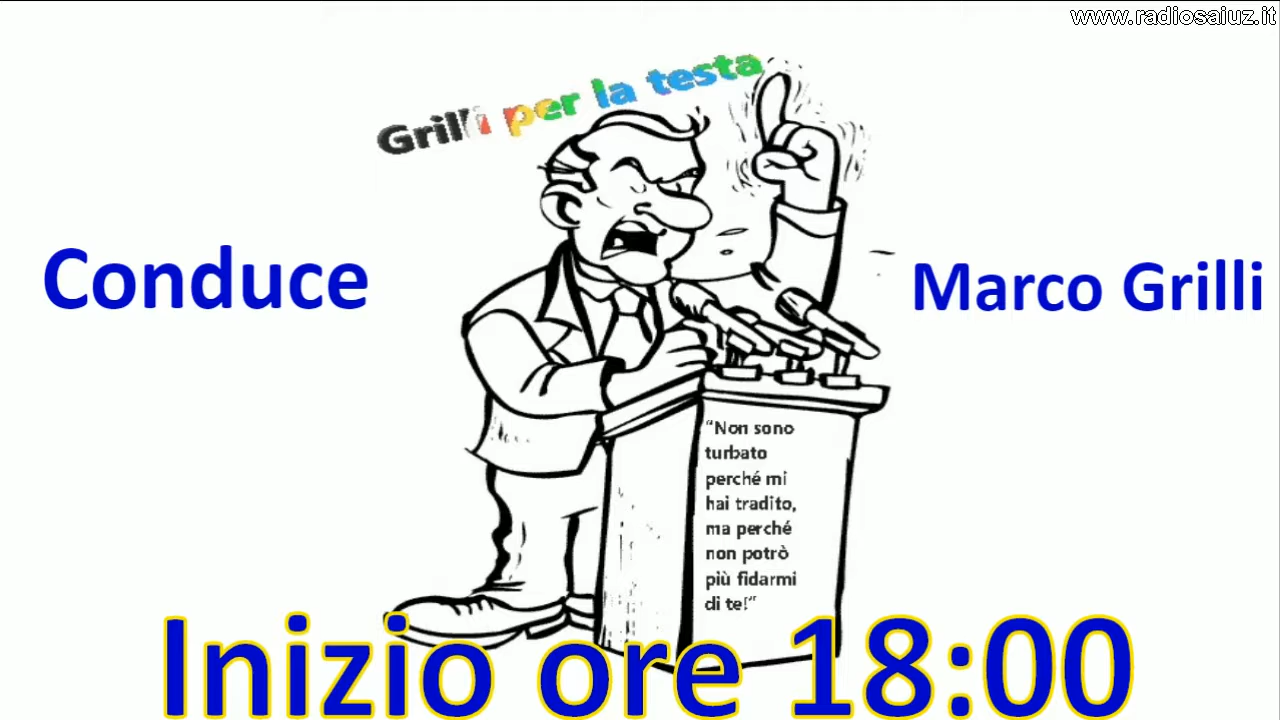 www.radiosaiuz.it
Grilli per la testa
Conduce
Marco Grilli
“Non sono
turbato
perché mi
hai tradito,
ma perché
non potrò
più fidarmi
di te!”
Inizio ore 18:00